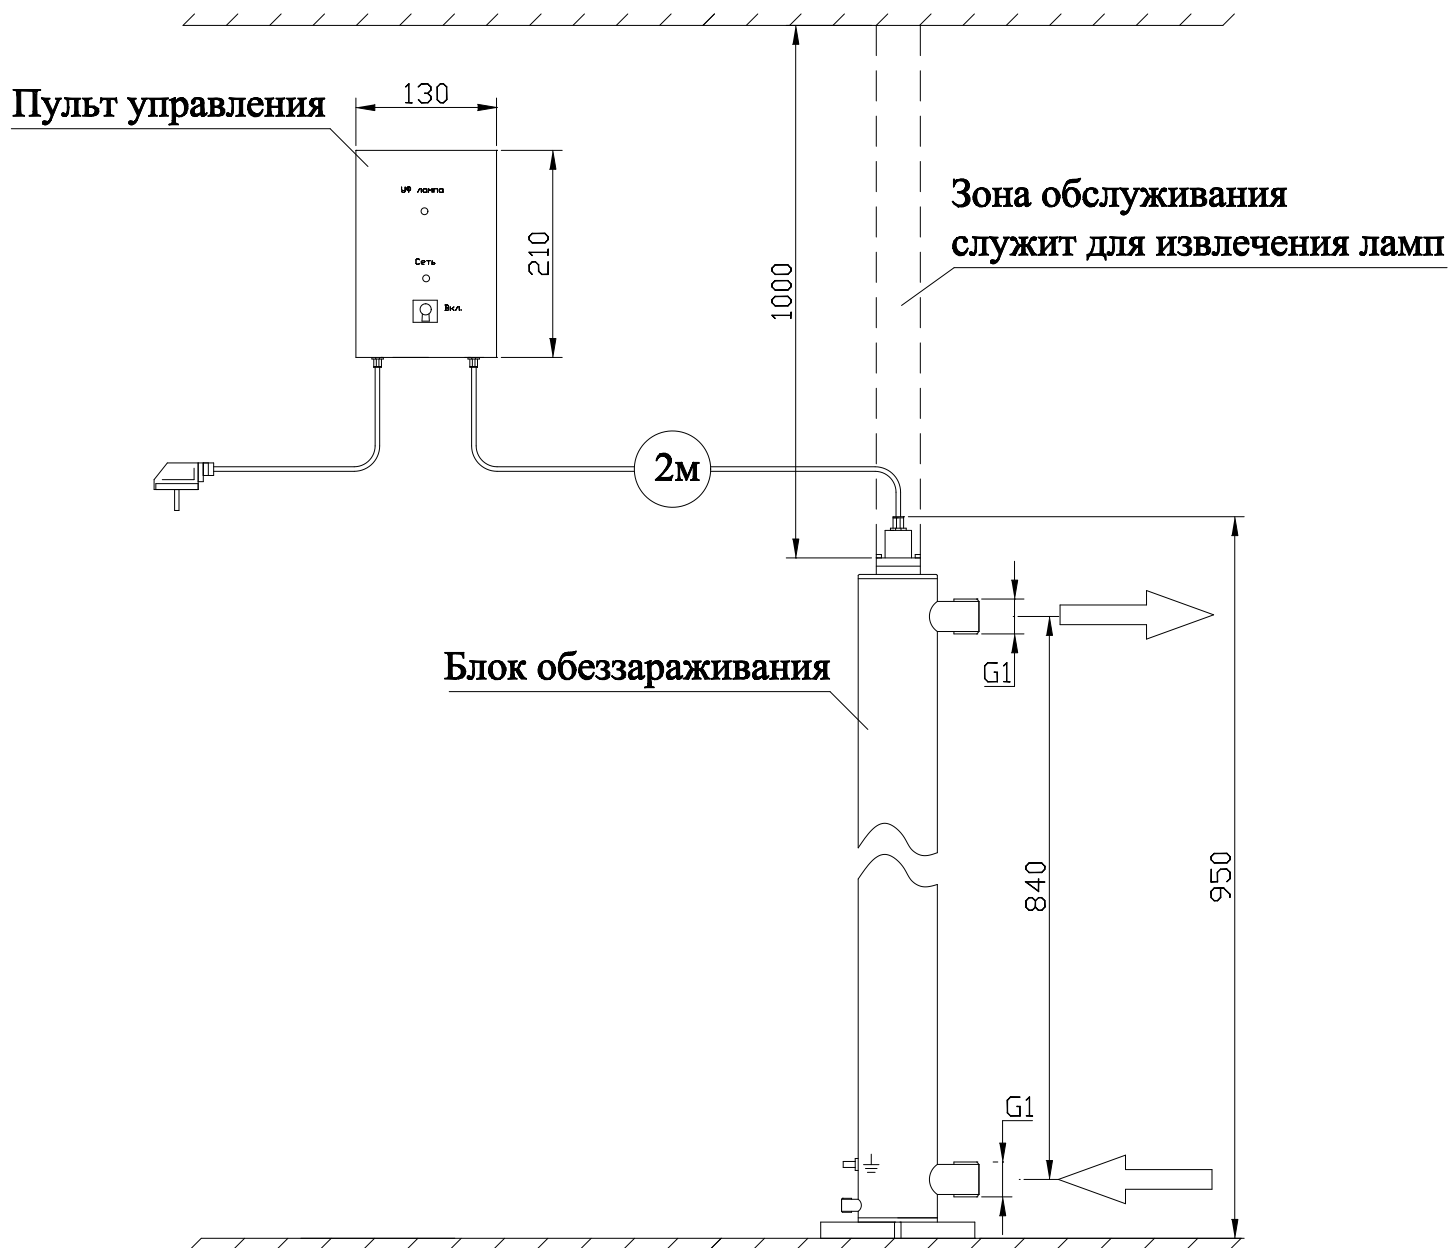 130
Пульт управления
УФ лампа
Зона обслуживания
служит для извлечения ламп
210
Сеть
1000
Вкл.
2м
Блок обеззараживания
G1
840
950
G1